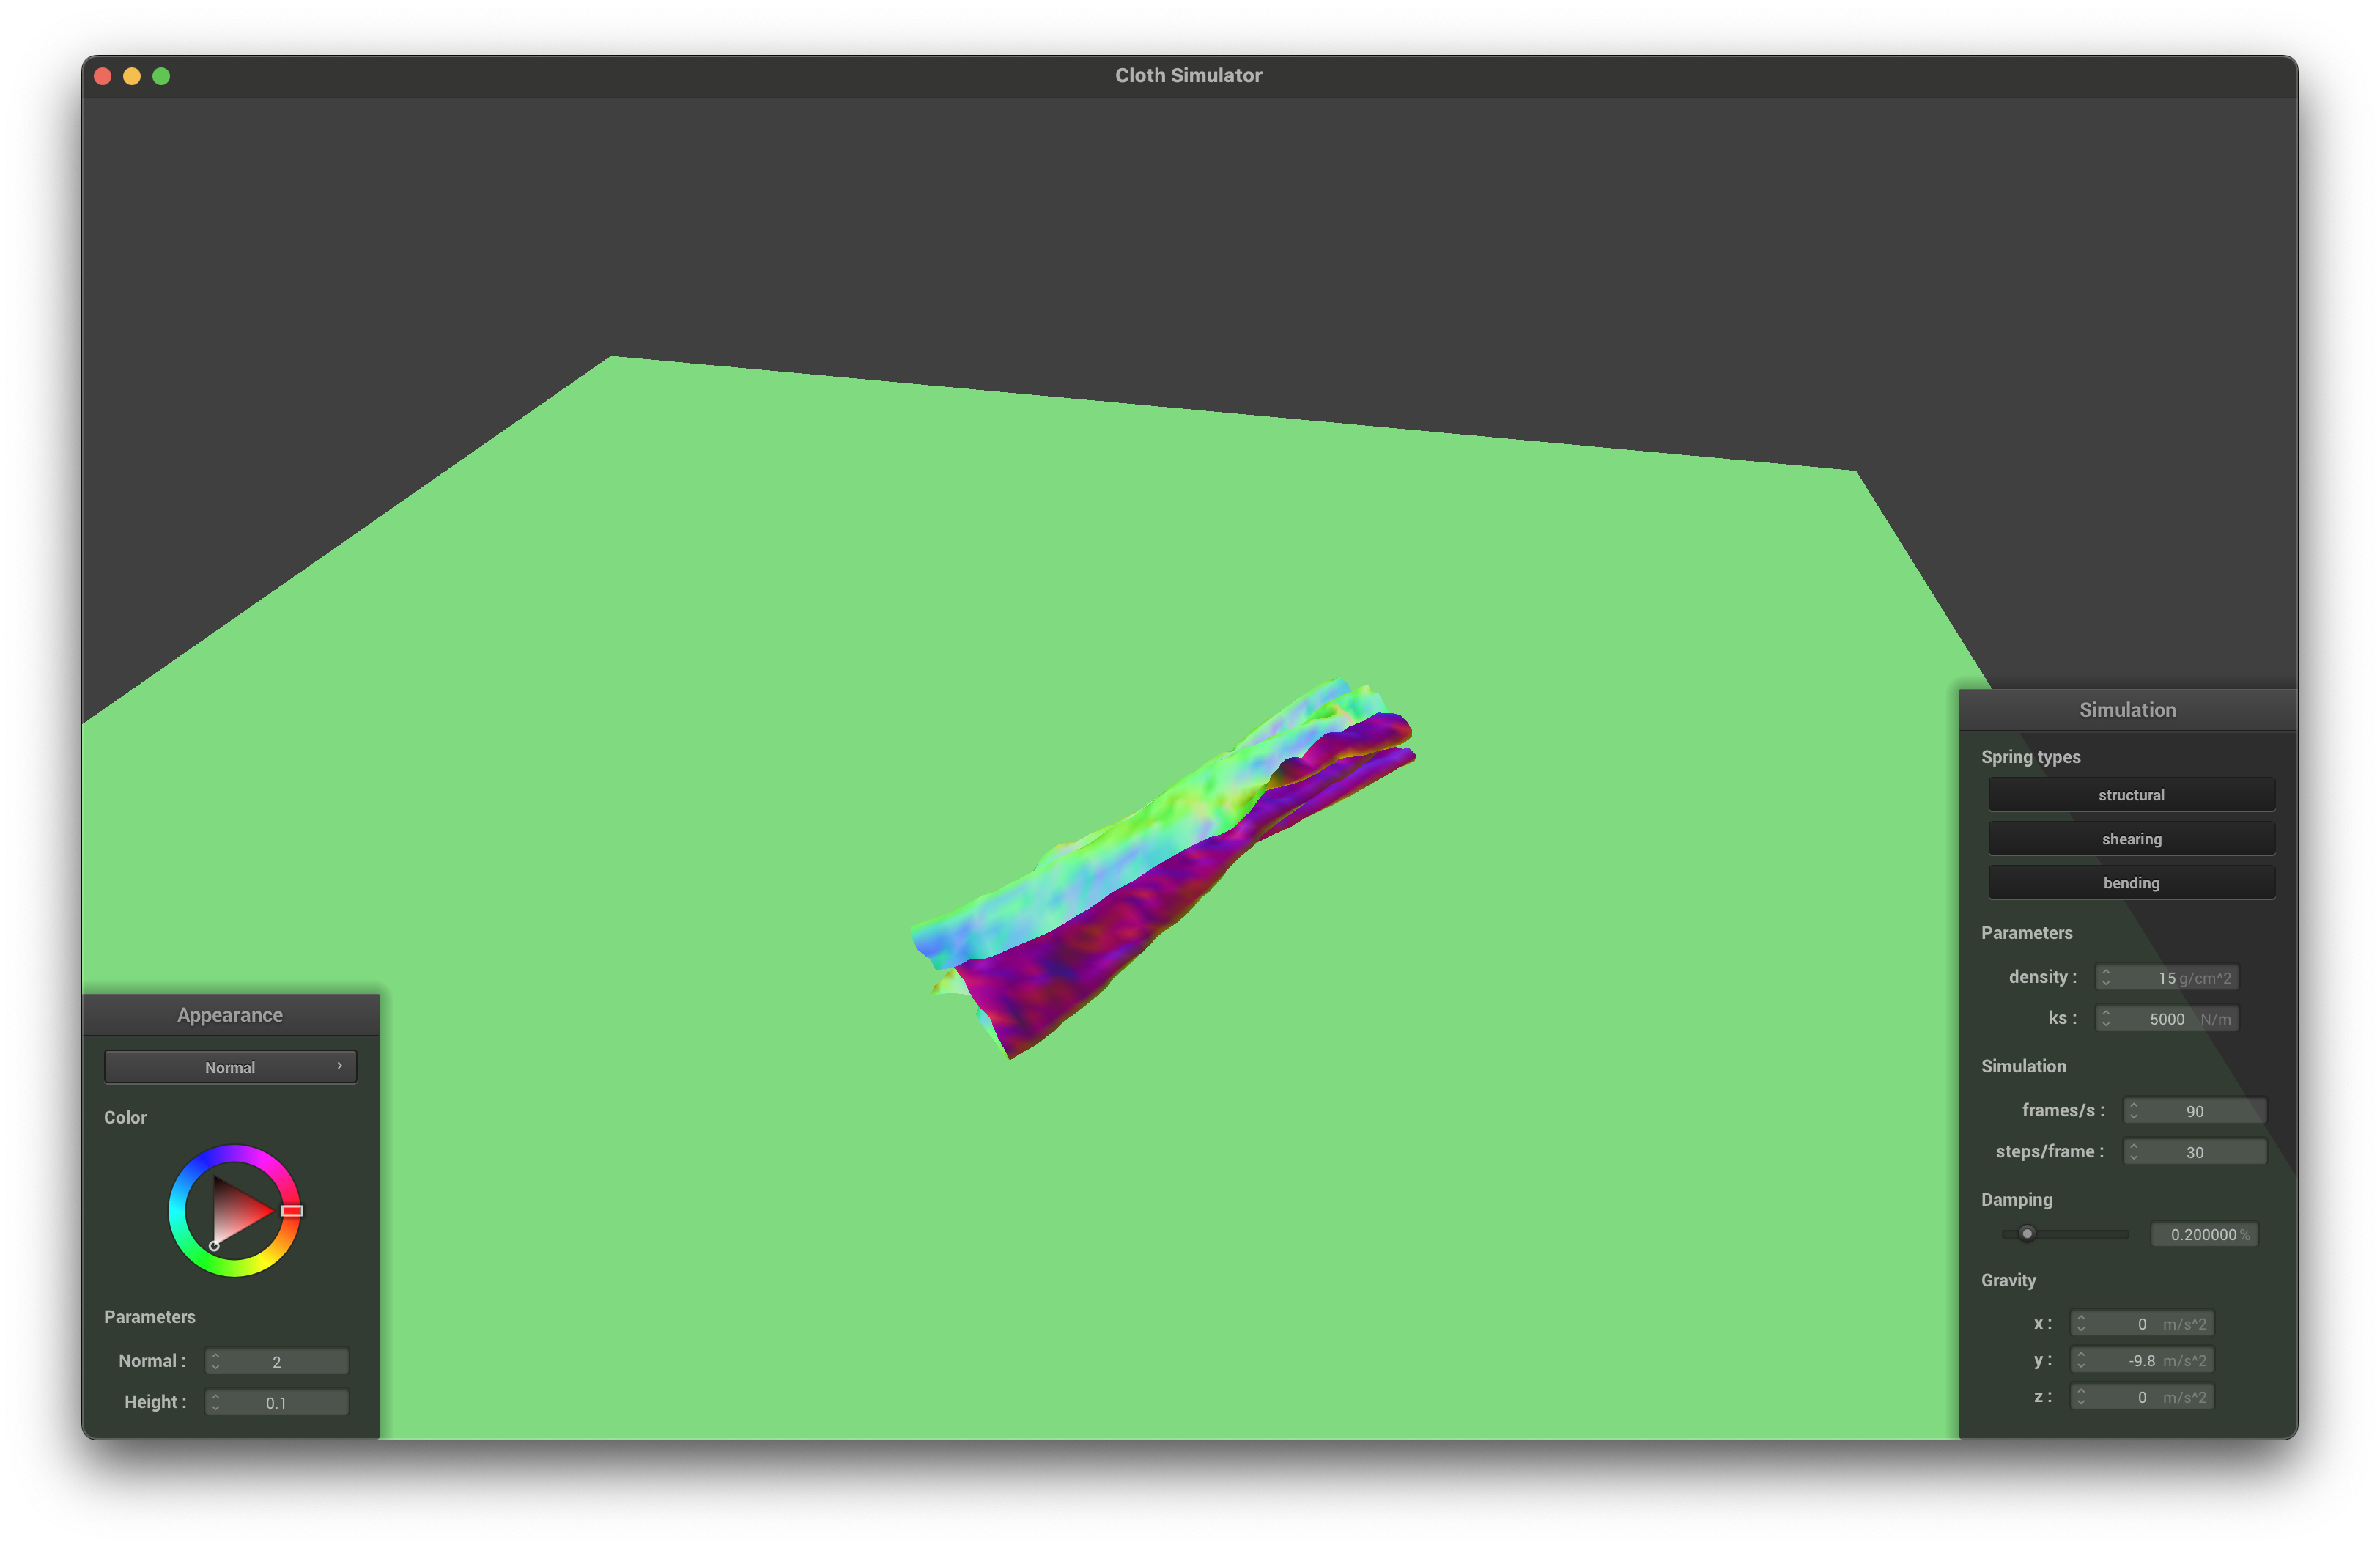 Cloth Simulator
Appearance
Normal
Color
Parameters
Normal : 2
Height : 0.1
Simulation
Spring types
structural
shearing
bending
Parameters
density : 15 g/cm^2
ks : 5000 N/m
Simulation
frames/s : 90
steps/frame : 30
Damping
0.200000 %
Gravity
x : 0 m/s^2
y : -9.8 m/s^2
z : 0 m/s^2